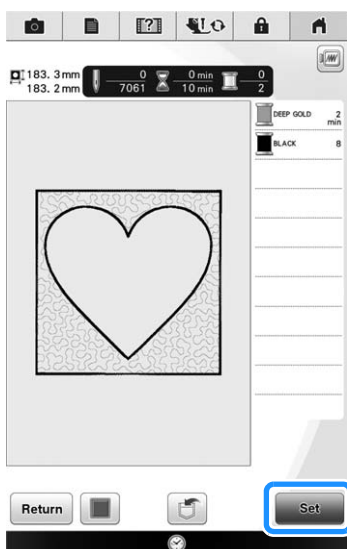 183.3mm
183.2mm
0
7061
0 min
10 min
0
2
DEEP GOLD 2
min
BLACK 8
Return
Set